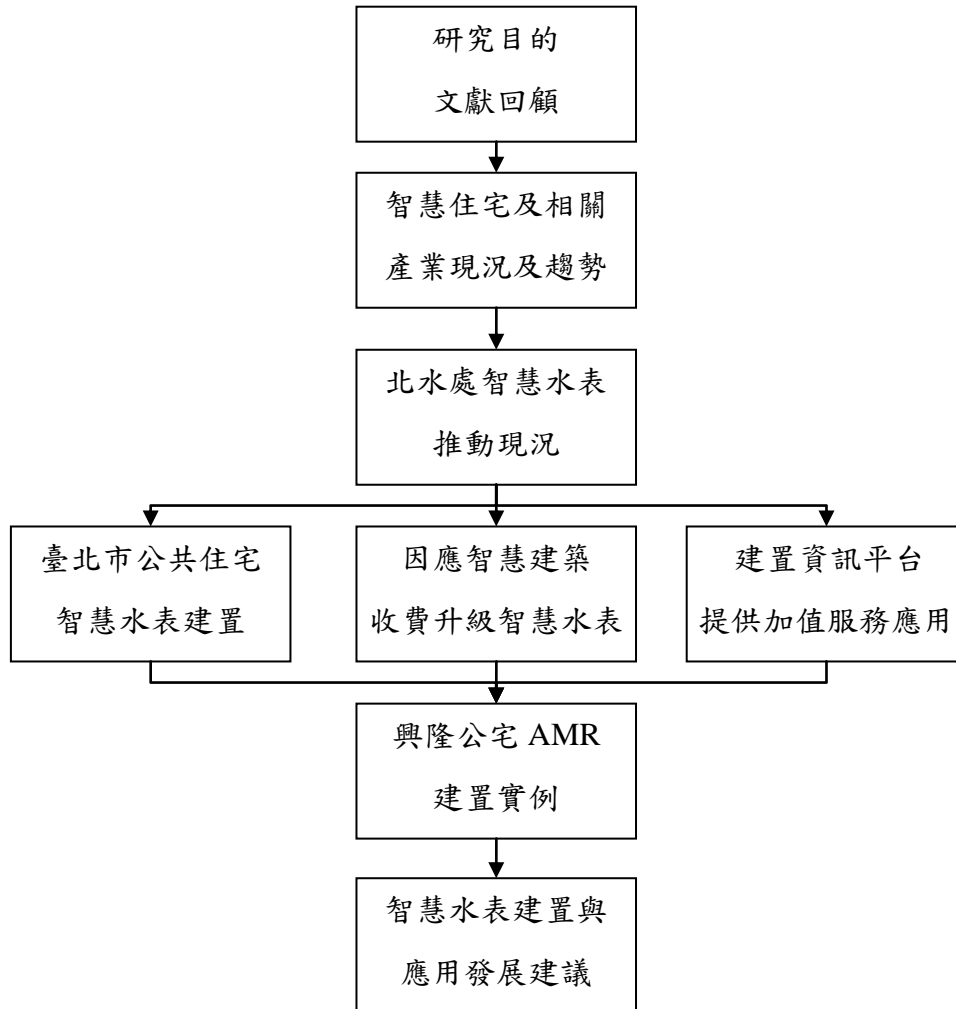 研究目的
文獻回顧
智慧住宅及相關
產業現況及趨勢
北水處智慧水表
推動現況
臺北市公共住宅
智慧水表建置
因應智慧建築
收費升級智慧水表
建置資訊平台
提供加值服務應用
興隆公宅 AMR
建置實例
智慧水表建置與
應用發展建議